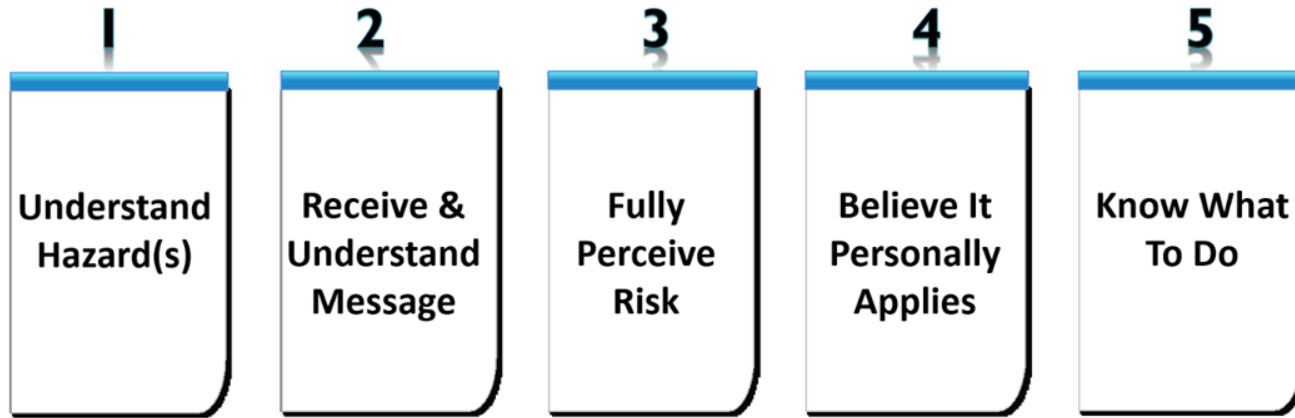 1
Understand
Hazard(s)
2
Receive &
Understand
Message
3
Fully
Perceive
Risk
4
Believe It
Personally
Applies
5
Know What
To Do